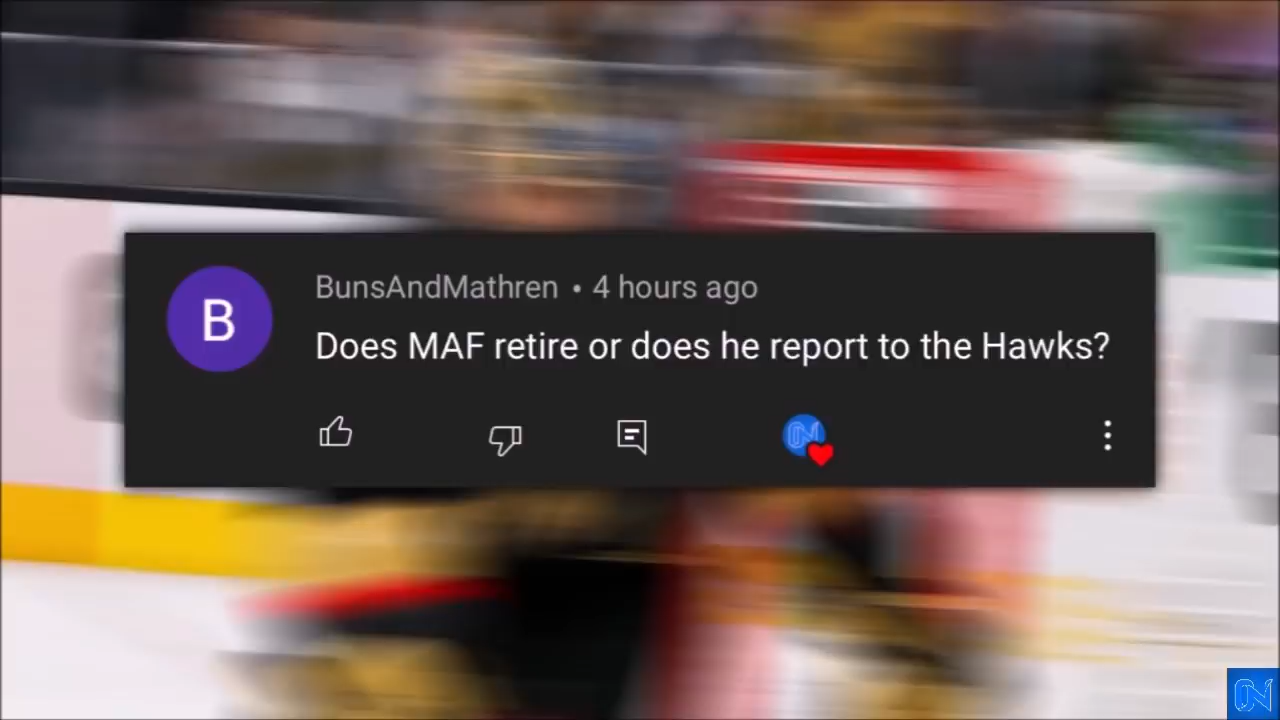 B
BunsAndMathren • 4 hours ago
Does MAF retire or does he report to the Hawks?